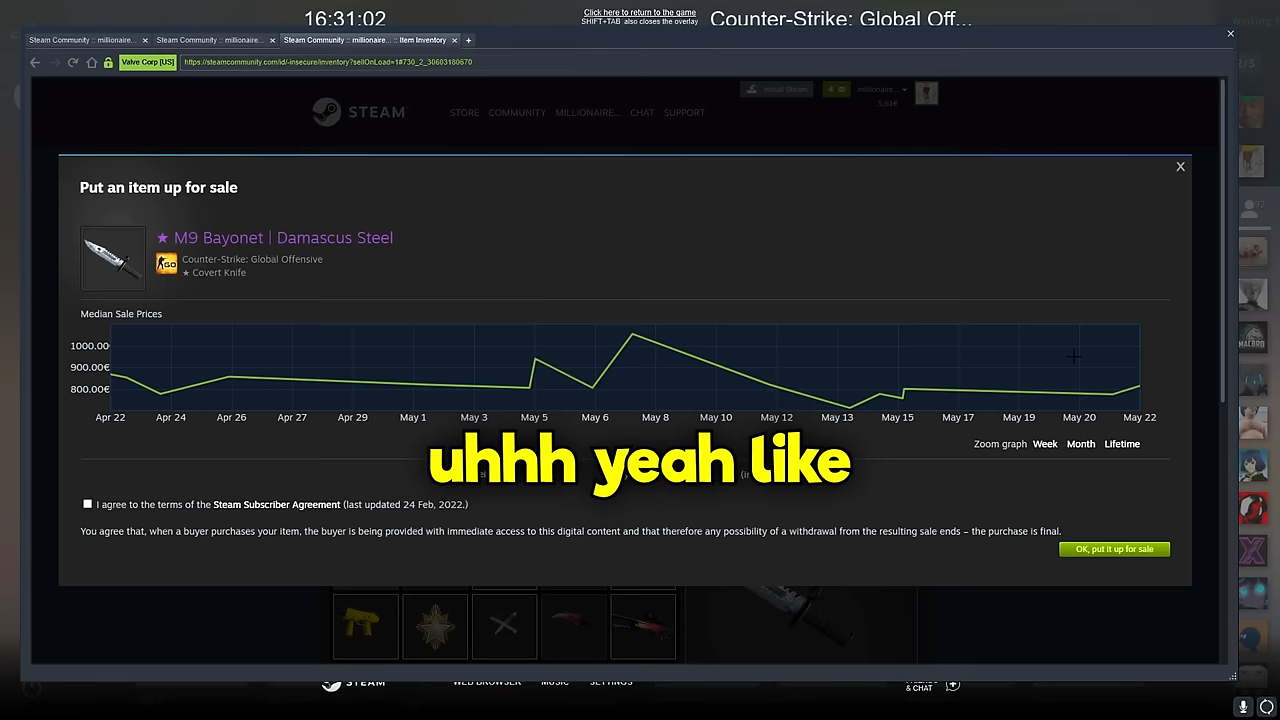 16:31:02
Click here to return to the game
SHIFT+TAB also closes the overlay
Counter-Strike: Global Off...
Steam Community :: millionaire... x
Steam Community :: millionaire... x
Steam Community :: millionaire... :: Item Inventory x +
Valve Corp [US]
https://steamcommunity.com/id/-insecure/inventory?sellOnLoad=1#730_2_30603180670
STEAM
STORE COMMUNITY MILLIONAIRE... CHAT SUPPORT
Install Steam
4
millionaire...
5,61€
Put an item up for sale
X
★ M9 Bayonet | Damascus Steel
GO
Counter-Strike: Global Offensive
★ Covert Knife
Median Sale Prices
1000.00
900.00€
800.00€
Apr 22 Apr 24 Apr 26 Apr 27 Apr 29 May 1 May 3 May 5 May 6 May 8 May 10 May 12 May 13 May 15 May 17 May 19 May 20 May 22
Zoom graph Week Month Lifetime
uhhh yeah like
I agree to the terms of the Steam Subscriber Agreement (last updated 24 Feb, 2022.)
You agree that, when a buyer purchases your item, the buyer is being provided with immediate access to this digital content and that therefore any possibility of a withdrawal from the resulting sale ends – the purchase is final.
OK, put it up for sale
STEAM
WEB BROWSER MUSIC SETTINGS
& CHAT